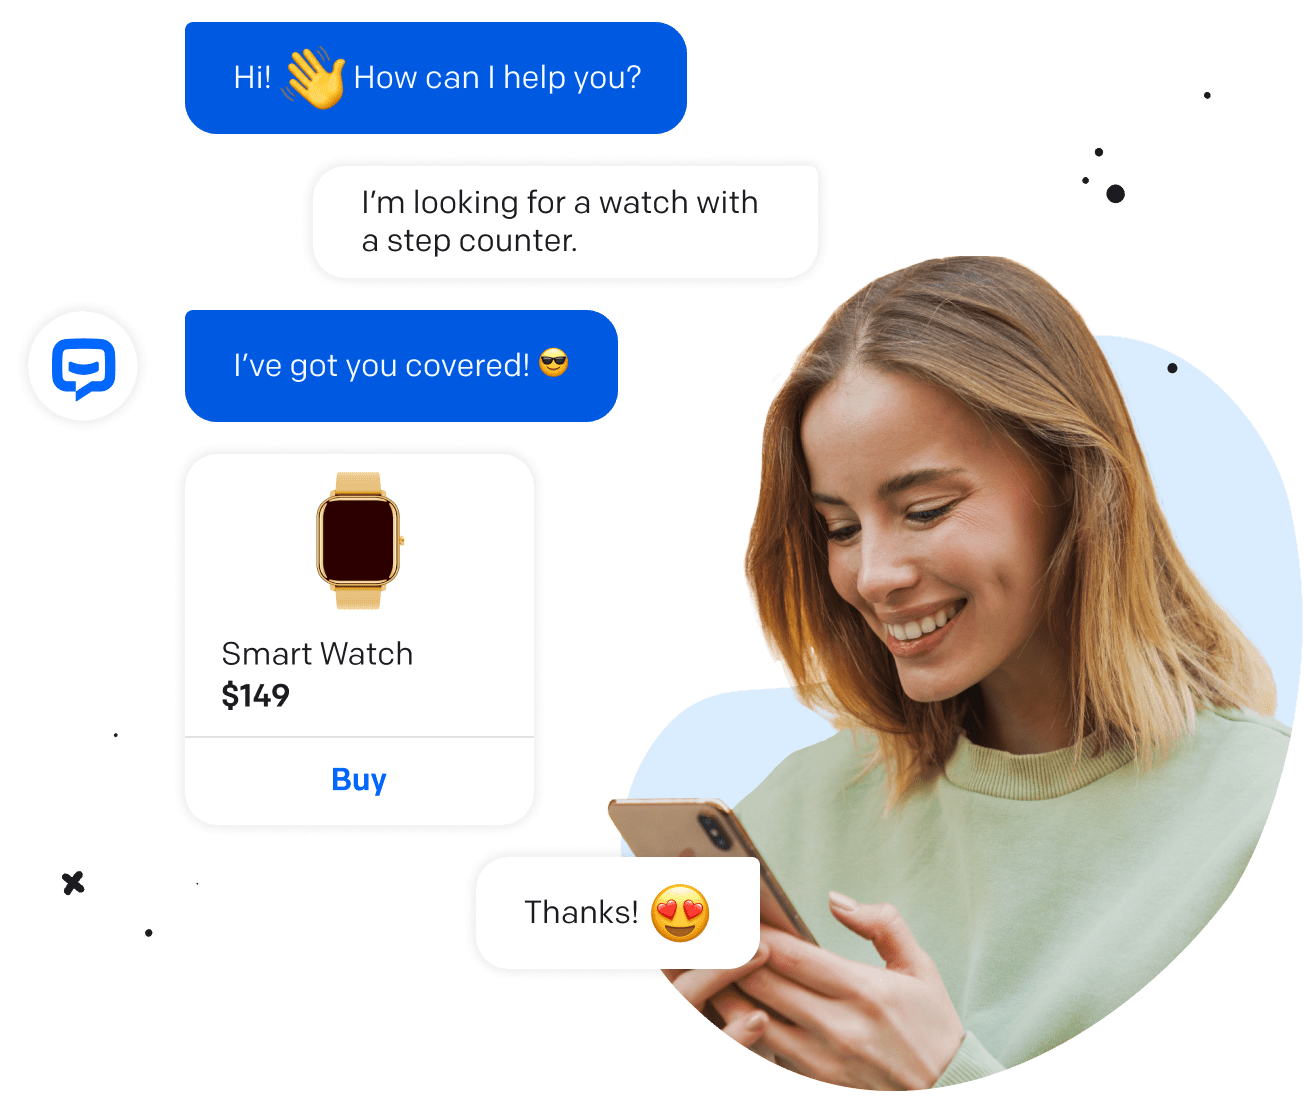 Hi! 👋 How can I help you?
I’m looking for a watch with
a step counter.
I’ve got you covered! 😎
Smart Watch
$149
Buy
Thanks! 😍